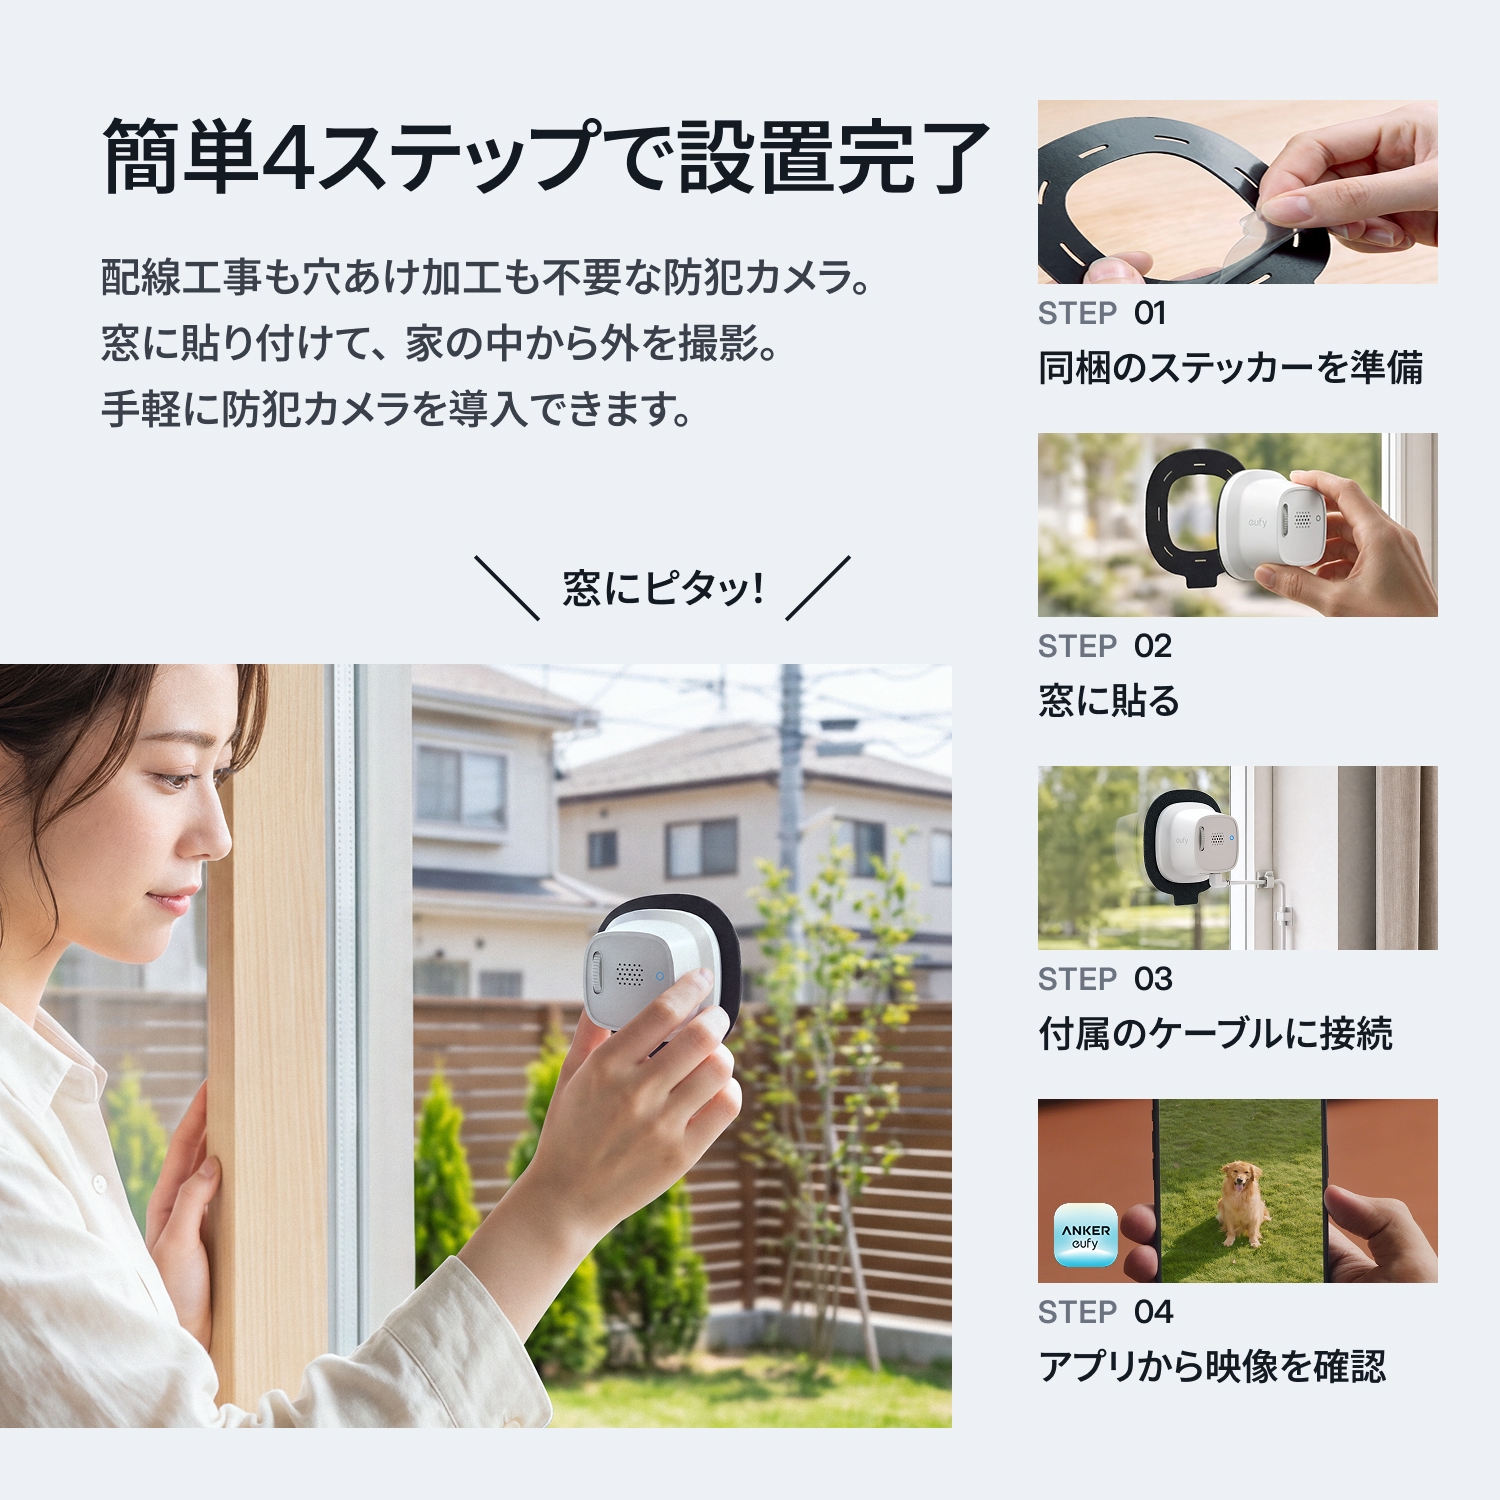 簡単4ステップで設置完了
配線工事も穴あけ加工も不要な防犯カメラ。
窓に貼り付けて、家の中から外を撮影。
手軽に防犯カメラを導入できます。
窓にピタッ!
STEP 01
同梱のステッカーを準備
eufy
STEP 02
窓に貼る
eufy
STEP 03
付属のケーブルに接続
ANKER
eufy
STEP 04
アプリから映像を確認